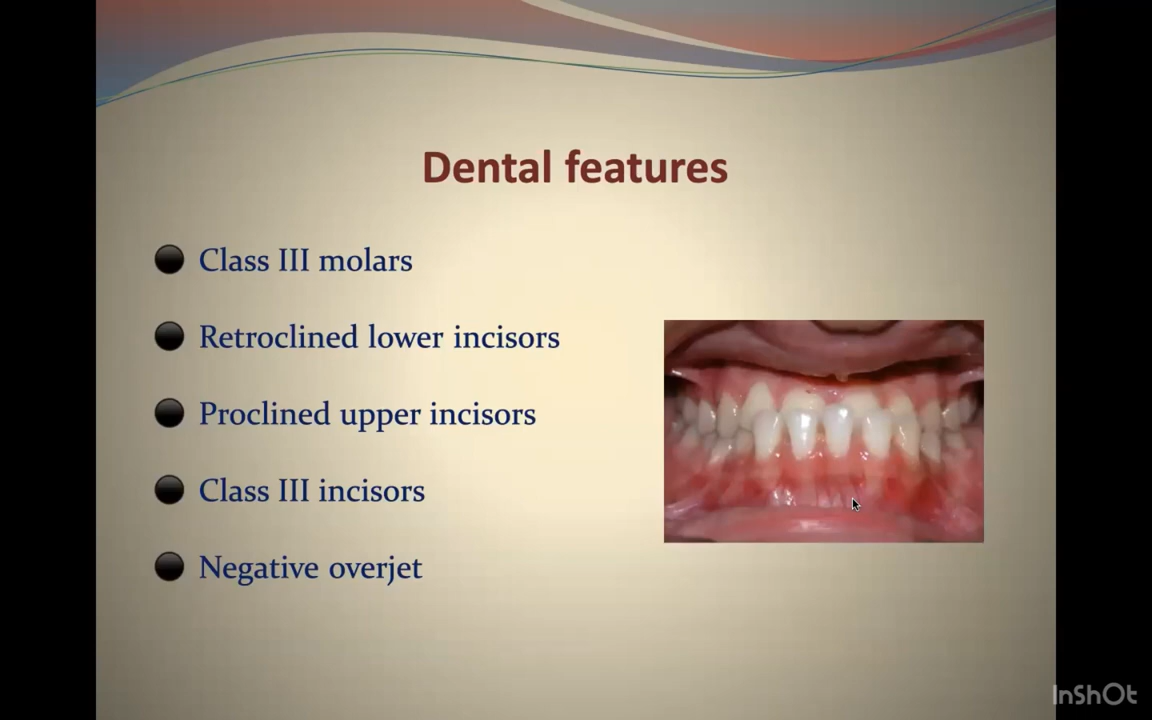 Dental features
Class III molars
Retroclined lower incisors
Proclined upper incisors
Class III incisors
Negative overjet
InShOt